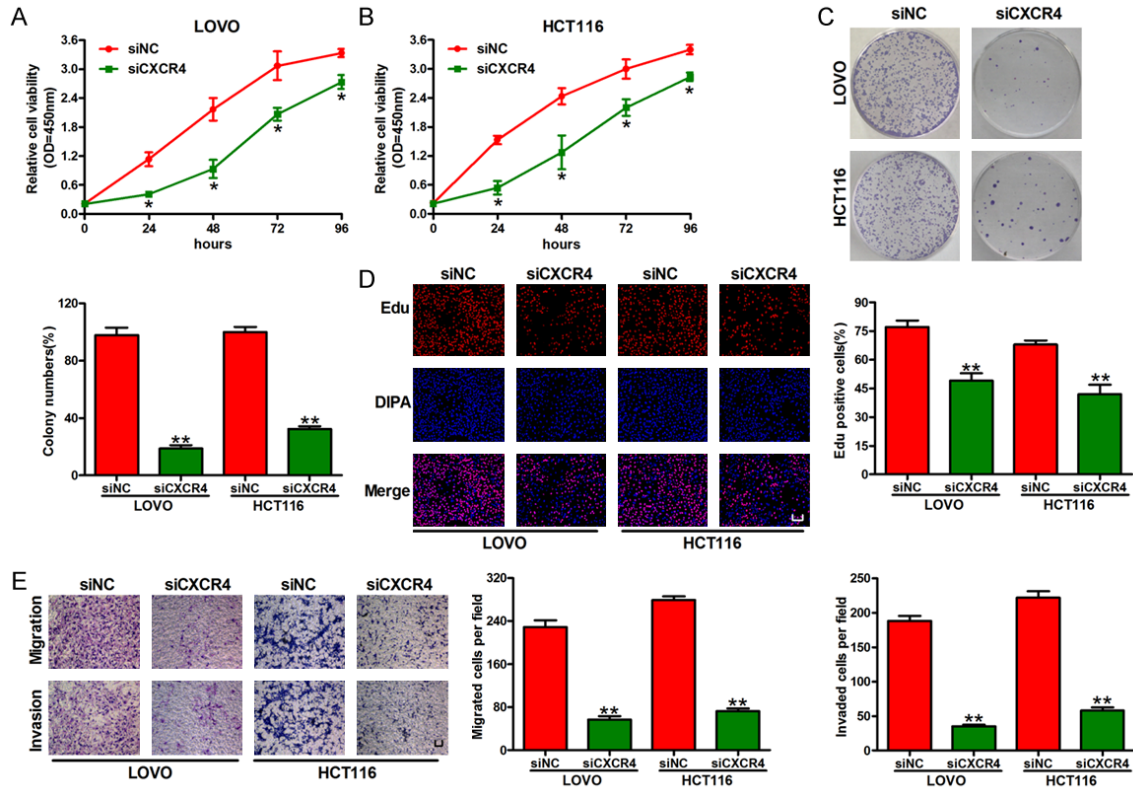 A
LOVO
siNC
siCXCR4
Relative cell viability
(OD=450nm)
3.6
3.0
2.4
1.8
1.2
0.6
0.0
0 24 48 72 96
* * * *
hours
B
HCT116
siNC
siCXCR4
Relative cell viability
(OD=450nm)
3.6
3.0
2.4
1.8
1.2
0.6
0.0
0 24 48 72 96
* * * *
hours
C
siNC siCXCR4
LOVO
HCT116
Colony numbers(%)
120
80
40
0
** **
siNC siCXCR4 siNC siCXCR4
LOVO HCT116
D
siNC siCXCR4 siNC siCXCR4
Edu
DIPA
Merge
LOVO HCT116
Edu positive cells(%)
90
75
60
45
30
15
0
** **
siNC siCXCR4 siNC siCXCR4
LOVO HCT116
E
siNC siCXCR4 siNC siCXCR4
Migration
Invasion
LOVO HCT116
Migrated cells per field
320
240
160
80
0
** **
siNC siCXCR4 siNC siCXCR4
LOVO HCT116
Invaded cells per field
250
200
150
100
50
0
** **
siNC siCXCR4 siNC siCXCR4
LOVO HCT116